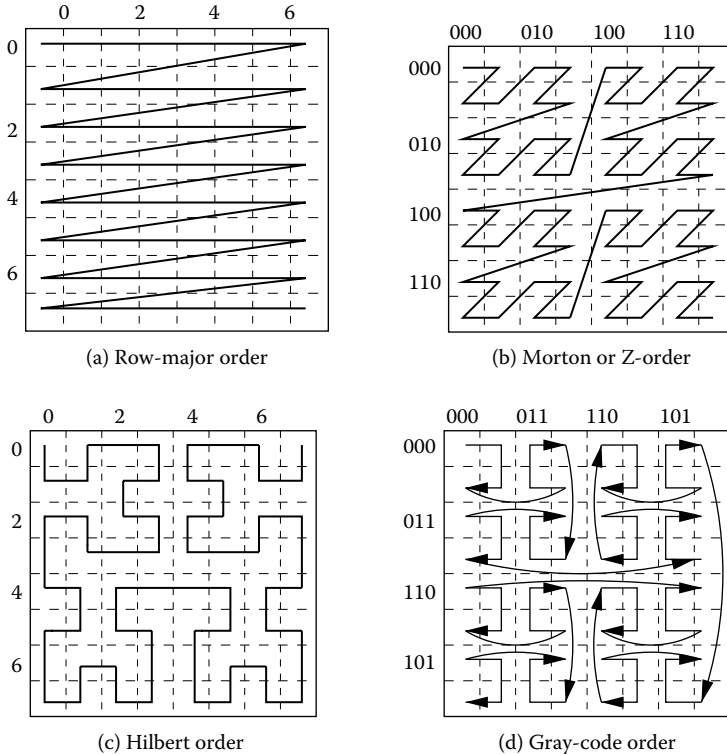 0 2 4 6
0
2
4
6
(a) Row-major order
000 010 100 110
000
010
100
110
(b) Morton or Z-order
0 2 4 6
0
2
4
6
(c) Hilbert order
000 011 110 101
000
011
110
101
(d) Gray-code order